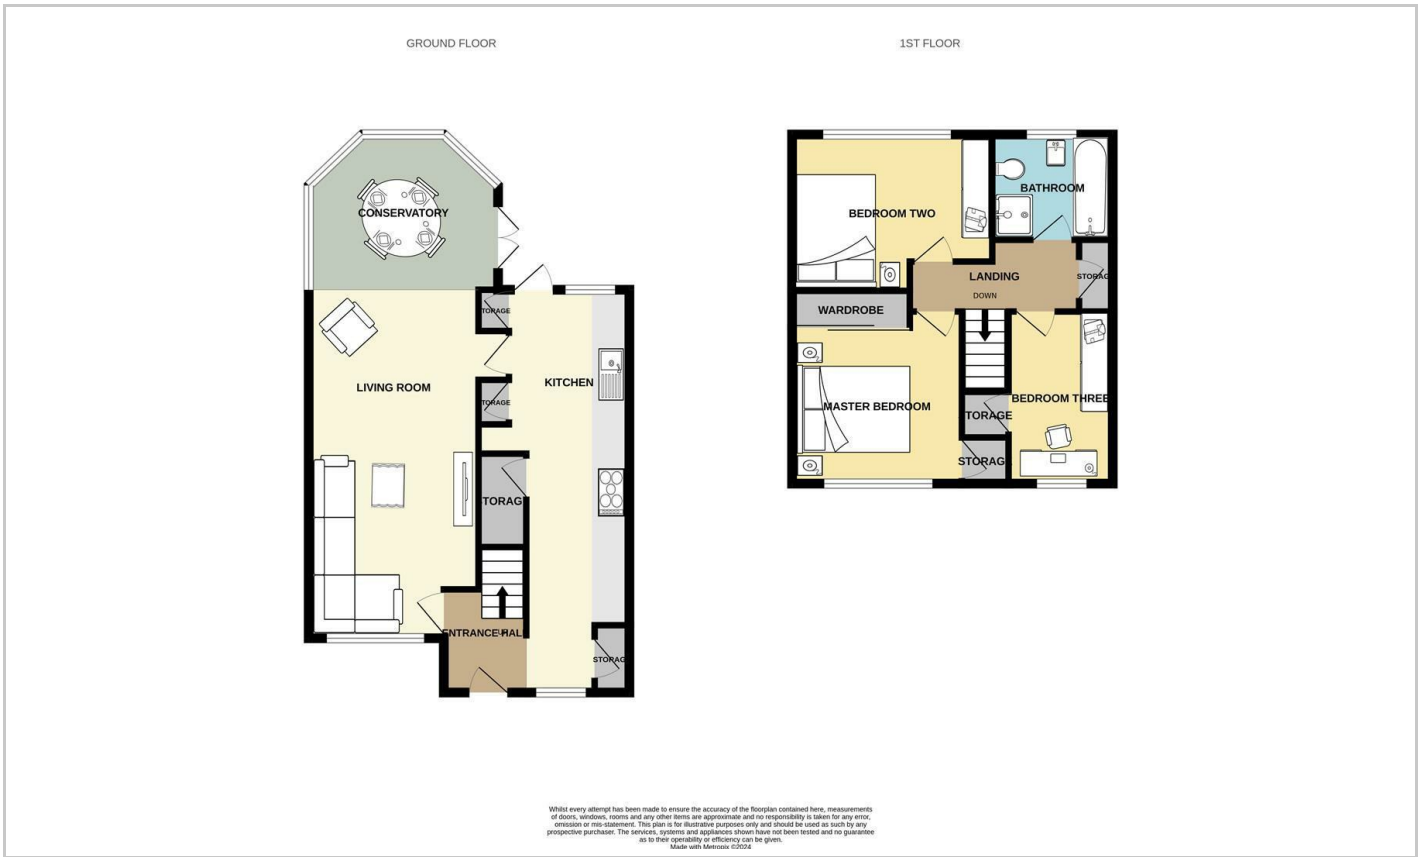 GROUND FLOOR
1ST FLOOR
CONSERVATORY
TORAGE
LIVING ROOM
KITCHEN
TORAGE
TORAG
ENTRANCE HAL
STORAG
BEDROOM TWO
BATHROOM
LANDING
STORAG
DOWN
WARDROBE
MASTER BEDROOM
BEDROOM THREE
TORAGE
STORAG
Whilst every attempt has been made to ensure the accuracy of the floorplan contained here, measurements
of doors, windows, rooms and any other items are approximate and no responsibility is taken for any error,
omission or mis-statement. This plan is for illustrative purposes only and should be used as such by any
prospective purchaser. The services, systems and appliances shown have not been tested and no guarantee
as to their operability or efficiency can be given.
Made with Metropix ©2024